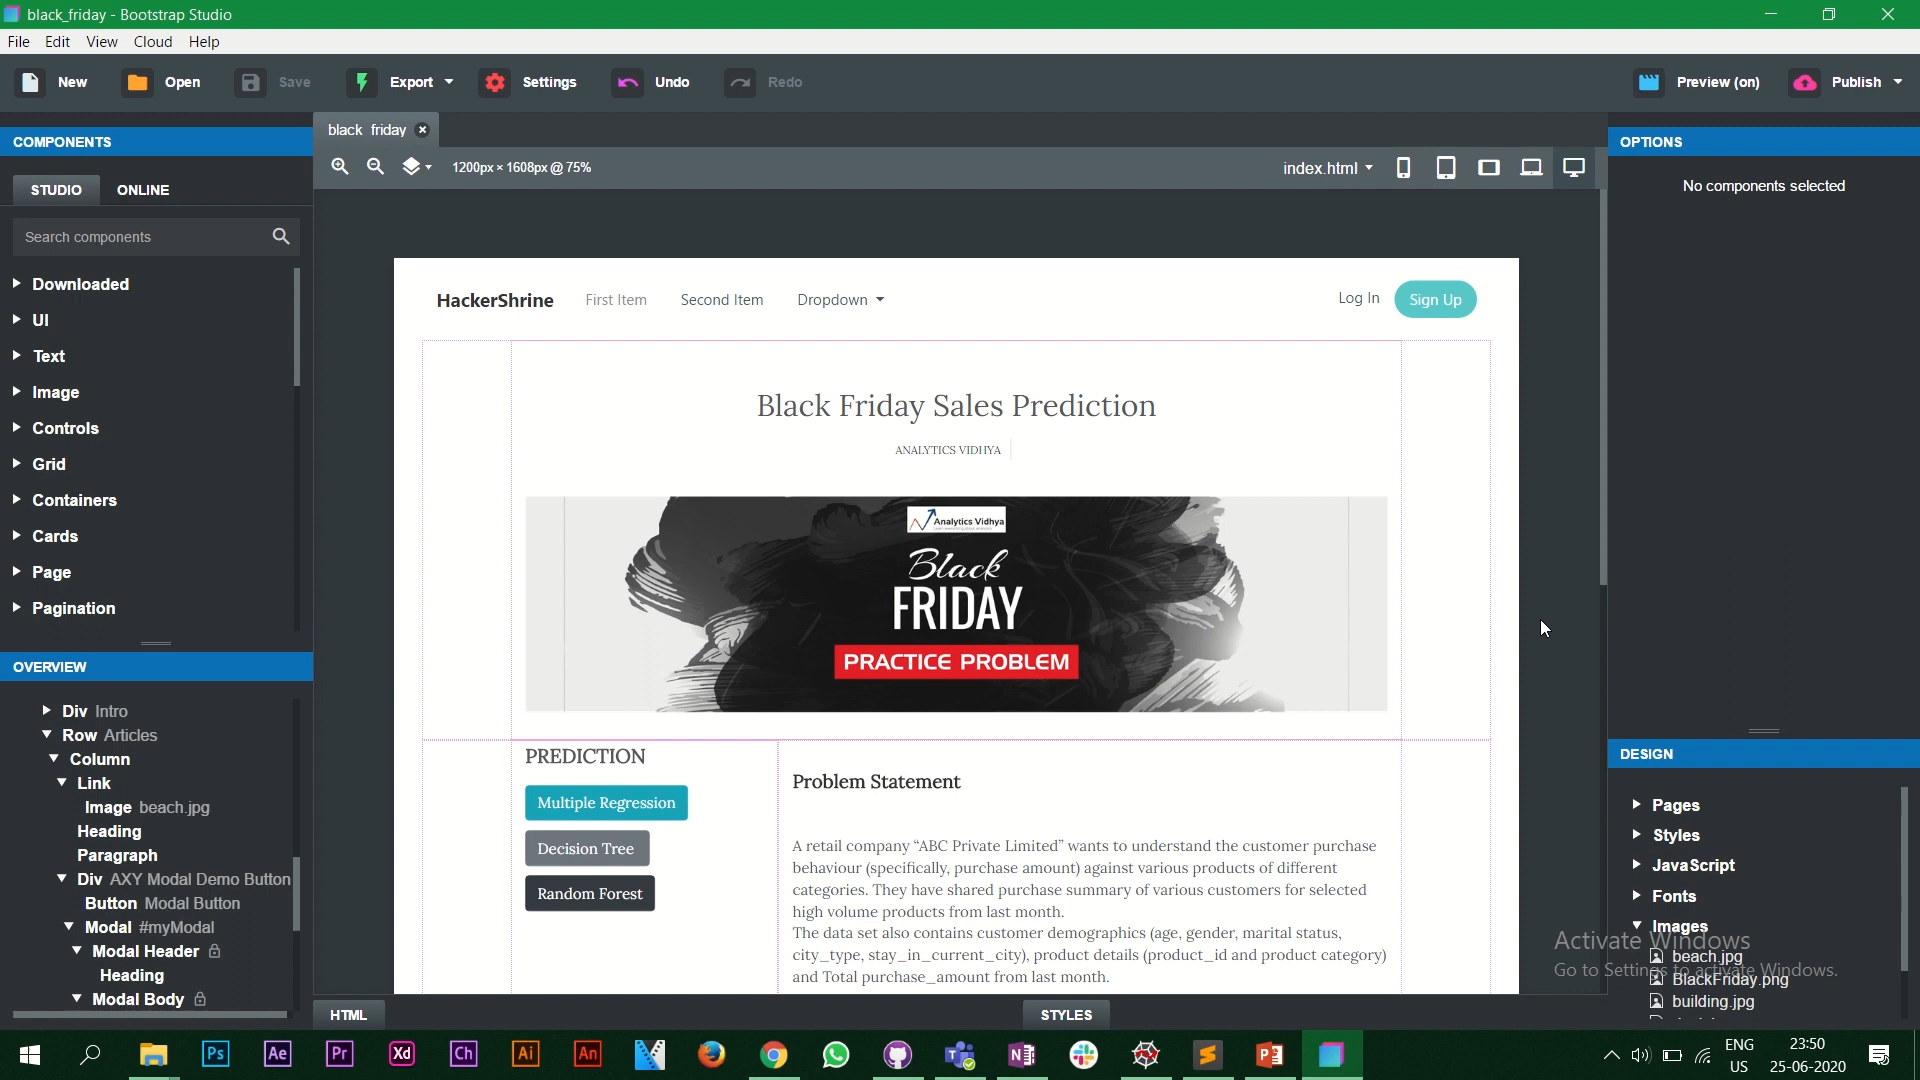 black_friday - Bootstrap Studio
File Edit View Cloud Help
New Open Save Export Settings Undo Redo Preview (on) Publish
COMPONENTS
black friday
OPTIONS
1200px × 1608px @ 75%
index.html
STUDIO ONLINE
No components selected
Search components
Downloaded
UI
Text
Image
Controls
Grid
Containers
Cards
Page
Pagination
HackerShrine First Item Second Item Dropdown Log In Sign Up
Black Friday Sales Prediction
ANALYTICS VIDHYA
Analytics Vidhya
Black
FRIDAY
PRACTICE PROBLEM
PREDICTION
Multiple Regression
Decision Tree
Random Forest
Problem Statement
A retail company “ABC Private Limited” wants to understand the customer purchase
behaviour (specifically, purchase amount) against various products of different
categories. They have shared purchase summary of various customers for selected
high volume products from last month.
The data set also contains customer demographics (age, gender, marital status,
city_type, stay_in_current_city), product details (product_id and product category)
and Total purchase_amount from last month.
OVERVIEW
Div Intro
Row Articles
Column
Link
Image beach.jpg
Heading
Paragraph
Div AXY Modal Demo Button
Button Modal Button
Modal #myModal
Modal Header
Heading
Modal Body
DESIGN
Pages
Styles
JavaScript
Fonts
Images
beach.jpg
BlackFriday.png
building.jpg
Activate Windows
Go to Settings to activate Windows.
HTML
STYLES
Ps Ae Pr Xd Ch Ai An
ENG
US
23:50
25-06-2020